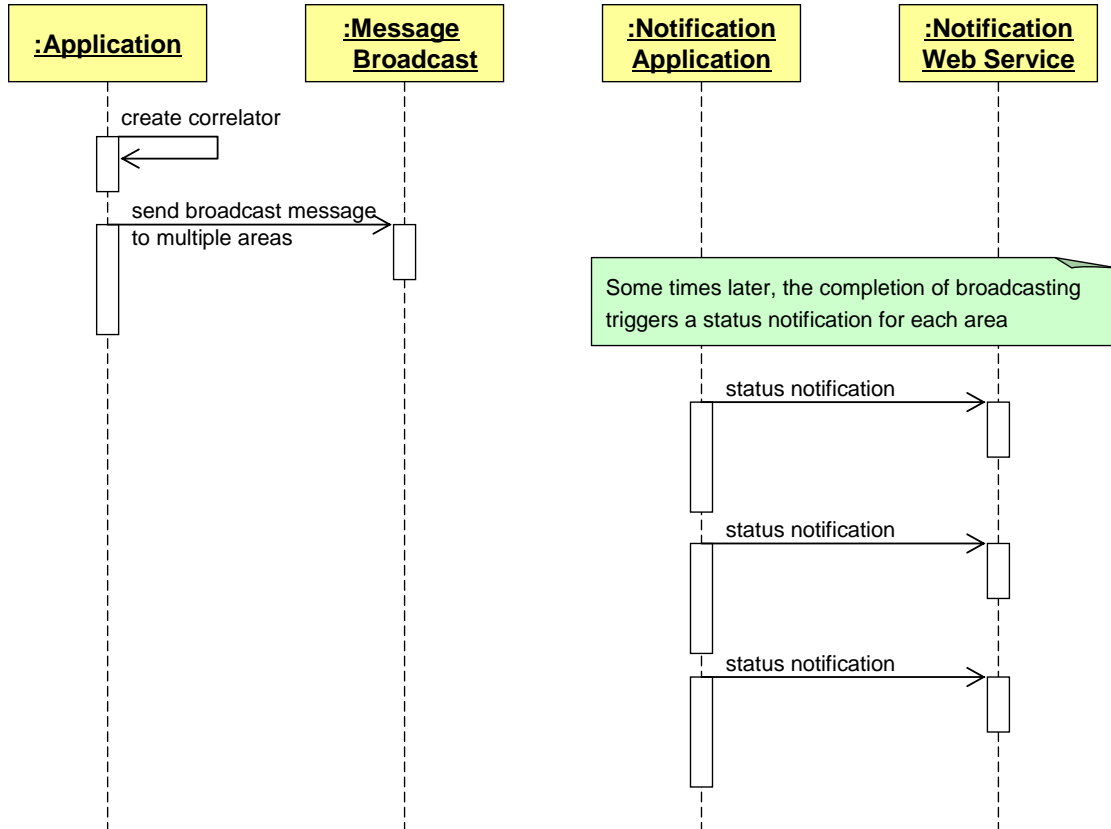 :Application
:Message
Broadcast
:Notification
Application
:Notification
Web Service
create correlator
send broadcast message
to multiple areas
Some times later, the completion of broadcasting
triggers a status notification for each area
status notification
status notification
status notification